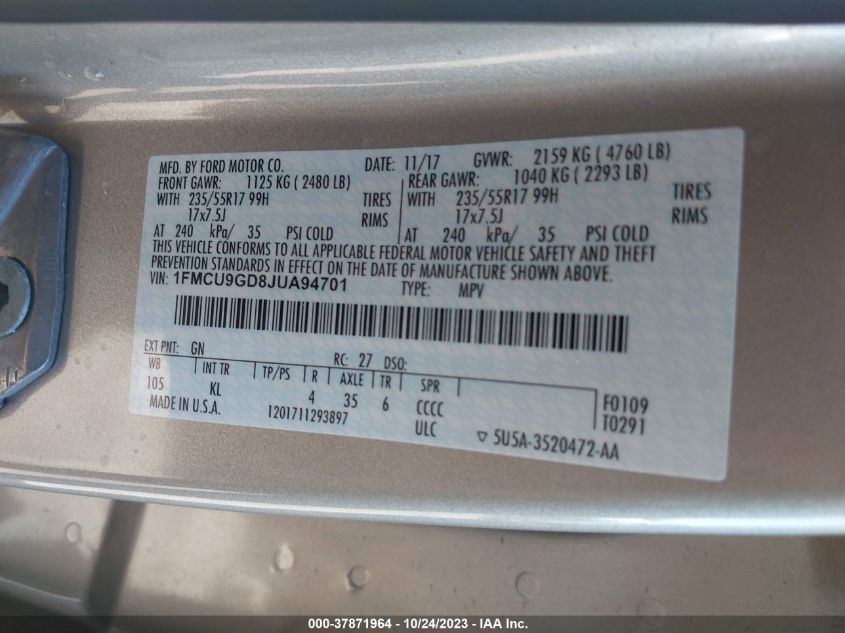 MFD. BY FORD MOTOR CO. DATE: 11/17 GVWR: 2159 KG ( 4760 LB)
FRONT GAWR: 1125 KG ( 2480 LB) REAR GAWR: 1040 KG ( 2293 LB)
WITH 235/55R17 99H TIRES WITH 235/55R17 99H TIRES
17x7.5J RIMS 17x7.5J RIMS
AT 240 kPa/ 35 PSI COLD AT 240 kPa/ 35 PSI COLD
THIS VEHICLE CONFORMS TO ALL APPLICABLE FEDERAL MOTOR VEHICLE SAFETY AND THEFT
PREVENTION STANDARDS IN EFFECT ON THE DATE OF MANUFACTURE SHOWN ABOVE.
VIN: 1FMCU9GD8JUA94701 TYPE: MPV
EXT PNT: GN RC: 27 DSO:
WB INT TR TP/PS R AXLE TR SPR
105 KL 4 35 6 CCCC F0109
MADE IN U.S.A. 1201711293897 ULC T0291
▽ 5U5A-3520472-AA
000-37871964 - 10/24/2023 - IAA Inc.